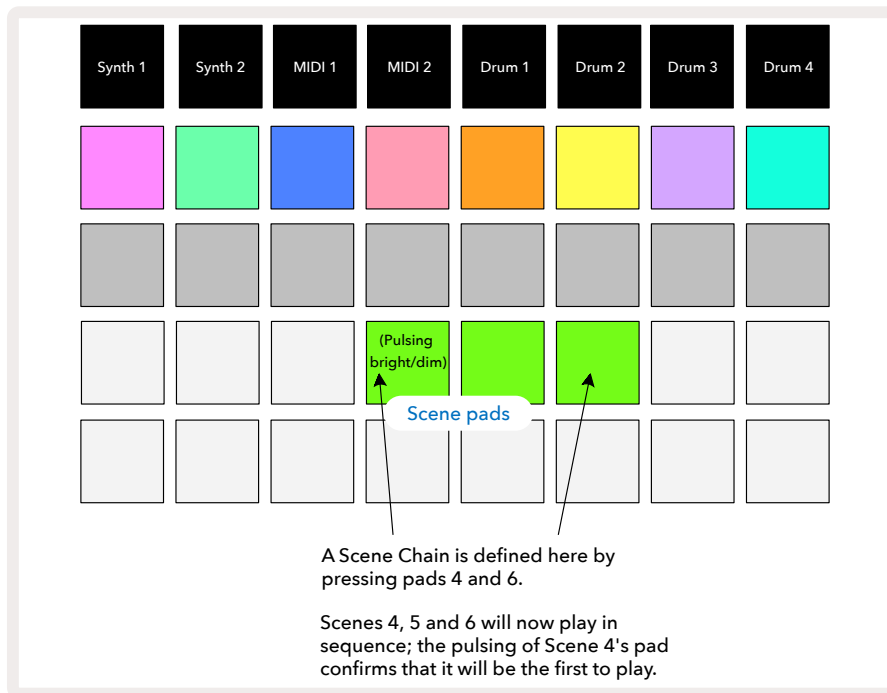 Synth 1 Synth 2 MIDI 1 MIDI 2 Drum 1 Drum 2 Drum 3 Drum 4
(Pulsing
bright/dim)
Scene pads
A Scene Chain is defined here by
pressing pads 4 and 6.
Scenes 4, 5 and 6 will now play in
sequence; the pulsing of Scene 4's pad
confirms that it will be the first to play.